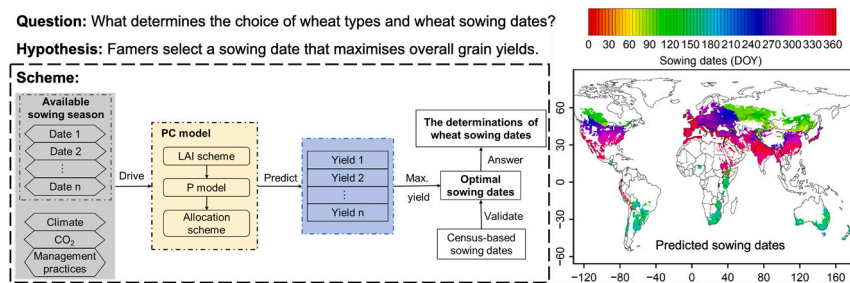 Question: What determines the choice of wheat types and wheat sowing dates?
Hypothesis: Famers select a sowing date that maximises overall grain yields.
Scheme:
Available
sowing season
Date 1
Date 2
⋮
Date n
Climate
CO₂
Management
practices
Drive
PC model
LAI scheme
P model
Allocation
scheme
Predict
Yield 1
Yield 2
⋮
Yield n
Max.
yield
The determinations of
wheat sowing dates
Answer
Optimal
sowing dates
Validate
Census-based
sowing dates
0 30 60 90 120 150 180 210 240 270 300 330 360
Sowing dates (DOY)
60
30
0
−30
−60
Predicted sowing dates
−120 −80 −40 0 40 80 120 160